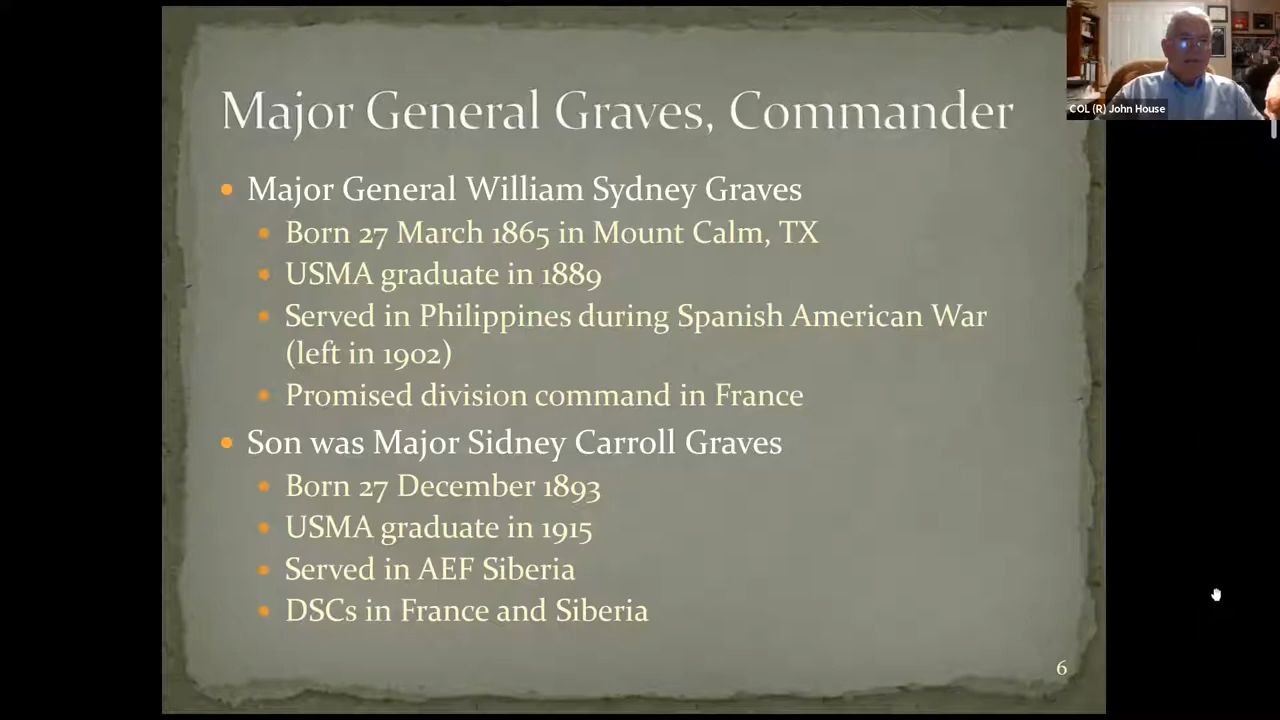 Major General Graves, Commander
COL (R) John House
Major General William Sydney Graves
Born 27 March 1865 in Mount Calm, TX
USMA graduate in 1889
Served in Philippines during Spanish American War
(left in 1902)
Promised division command in France
Son was Major Sidney Carroll Graves
Born 27 December 1893
USMA graduate in 1915
Served in AEF Siberia
DSCs in France and Siberia
6